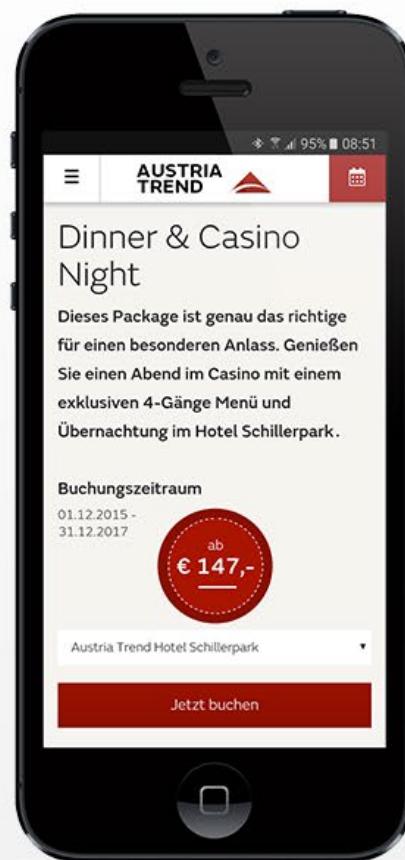 95% 08:51
AUSTRIA
TREND
Dinner & Casino
Night
Dieses Package ist genau das richtige
für einen besonderen Anlass. Genießen
Sie einen Abend im Casino mit einem
exklusiven 4-Gänge Menü und
Übernachtung im Hotel Schillerpark.
Buchungszeitraum
01.12.2015 -
31.12.2017
ab
€ 147,-
Austria Trend Hotel Schillerpark
Jetzt buchen